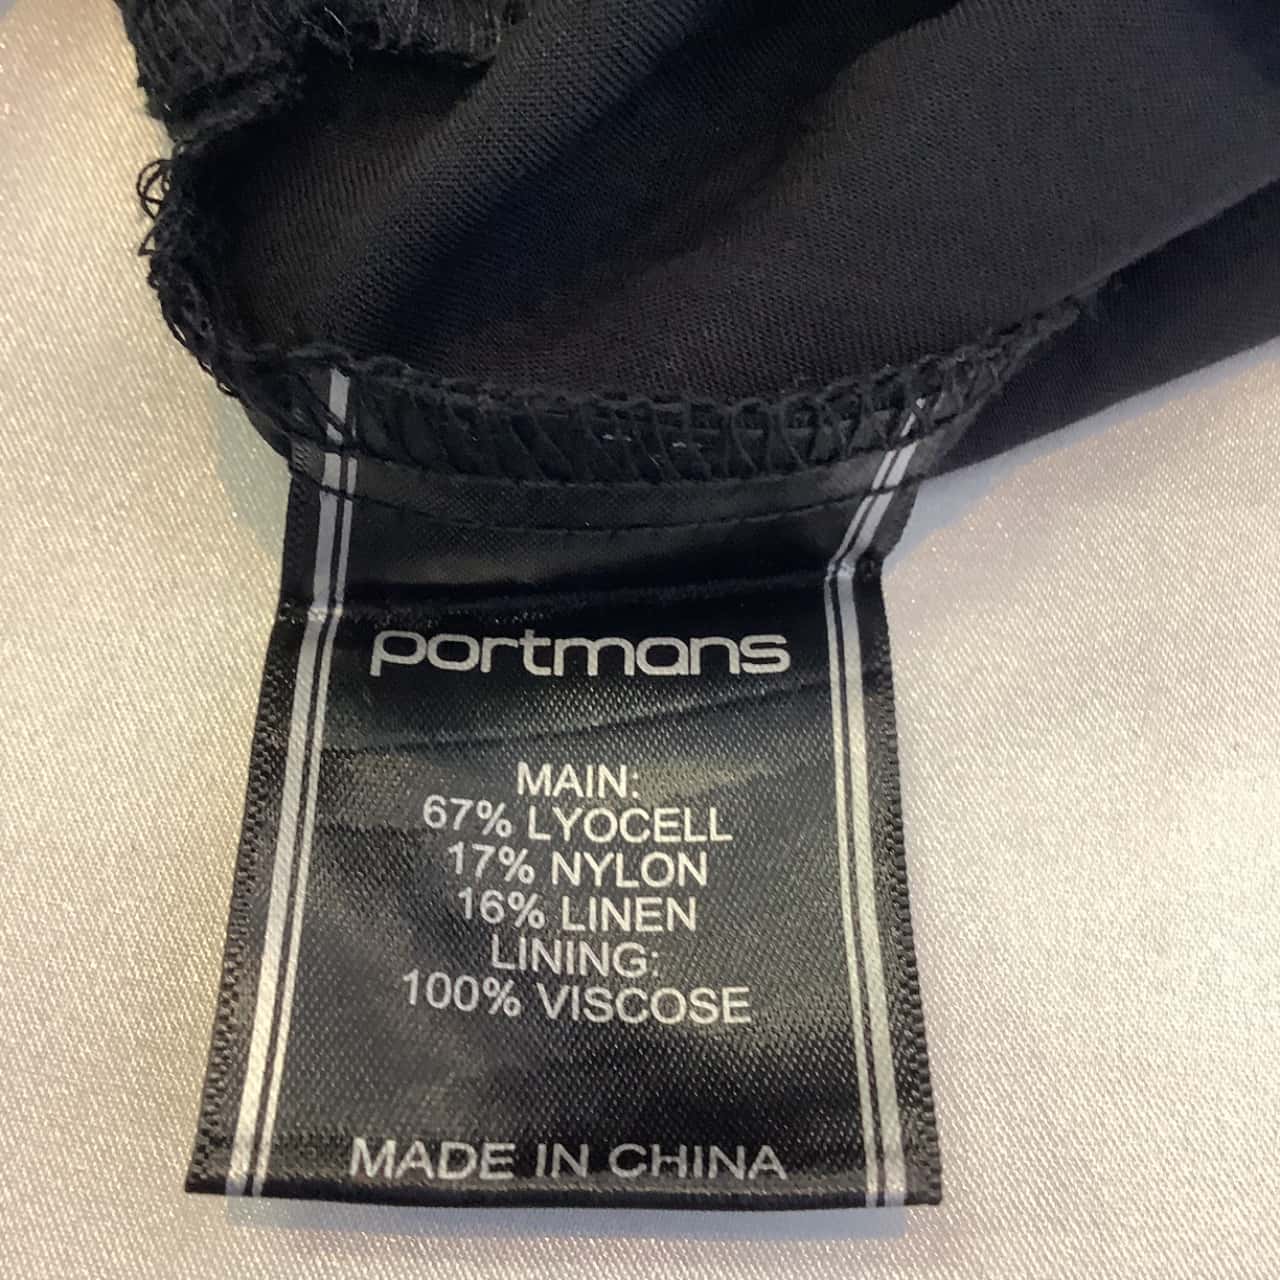 portmans
MAIN:
67% LYOCELL
17% NYLON
16% LINEN
LINING:
100% VISCOSE
MADE IN CHINA